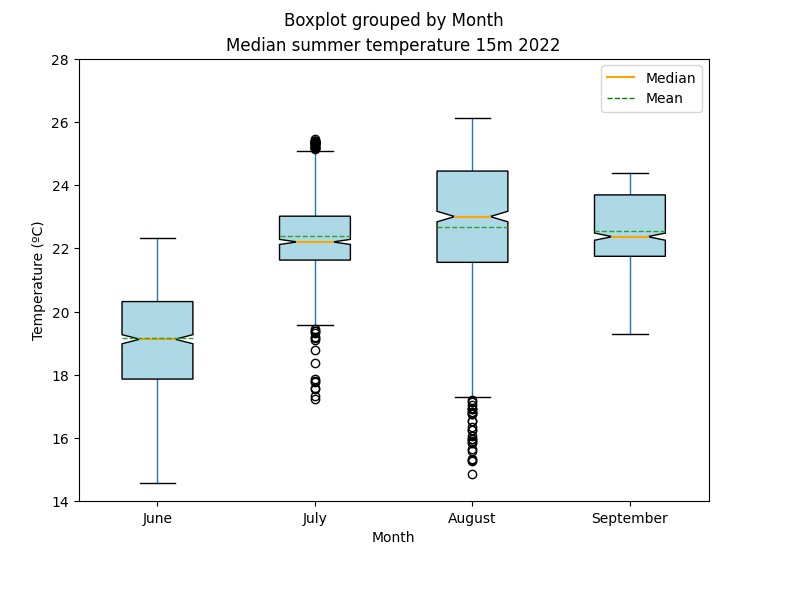 Boxplot grouped by Month
Median summer temperature 15m 2022
Median
Mean
Temperature (ºC)
28
26
24
22
20
18
16
14
June July August September
Month